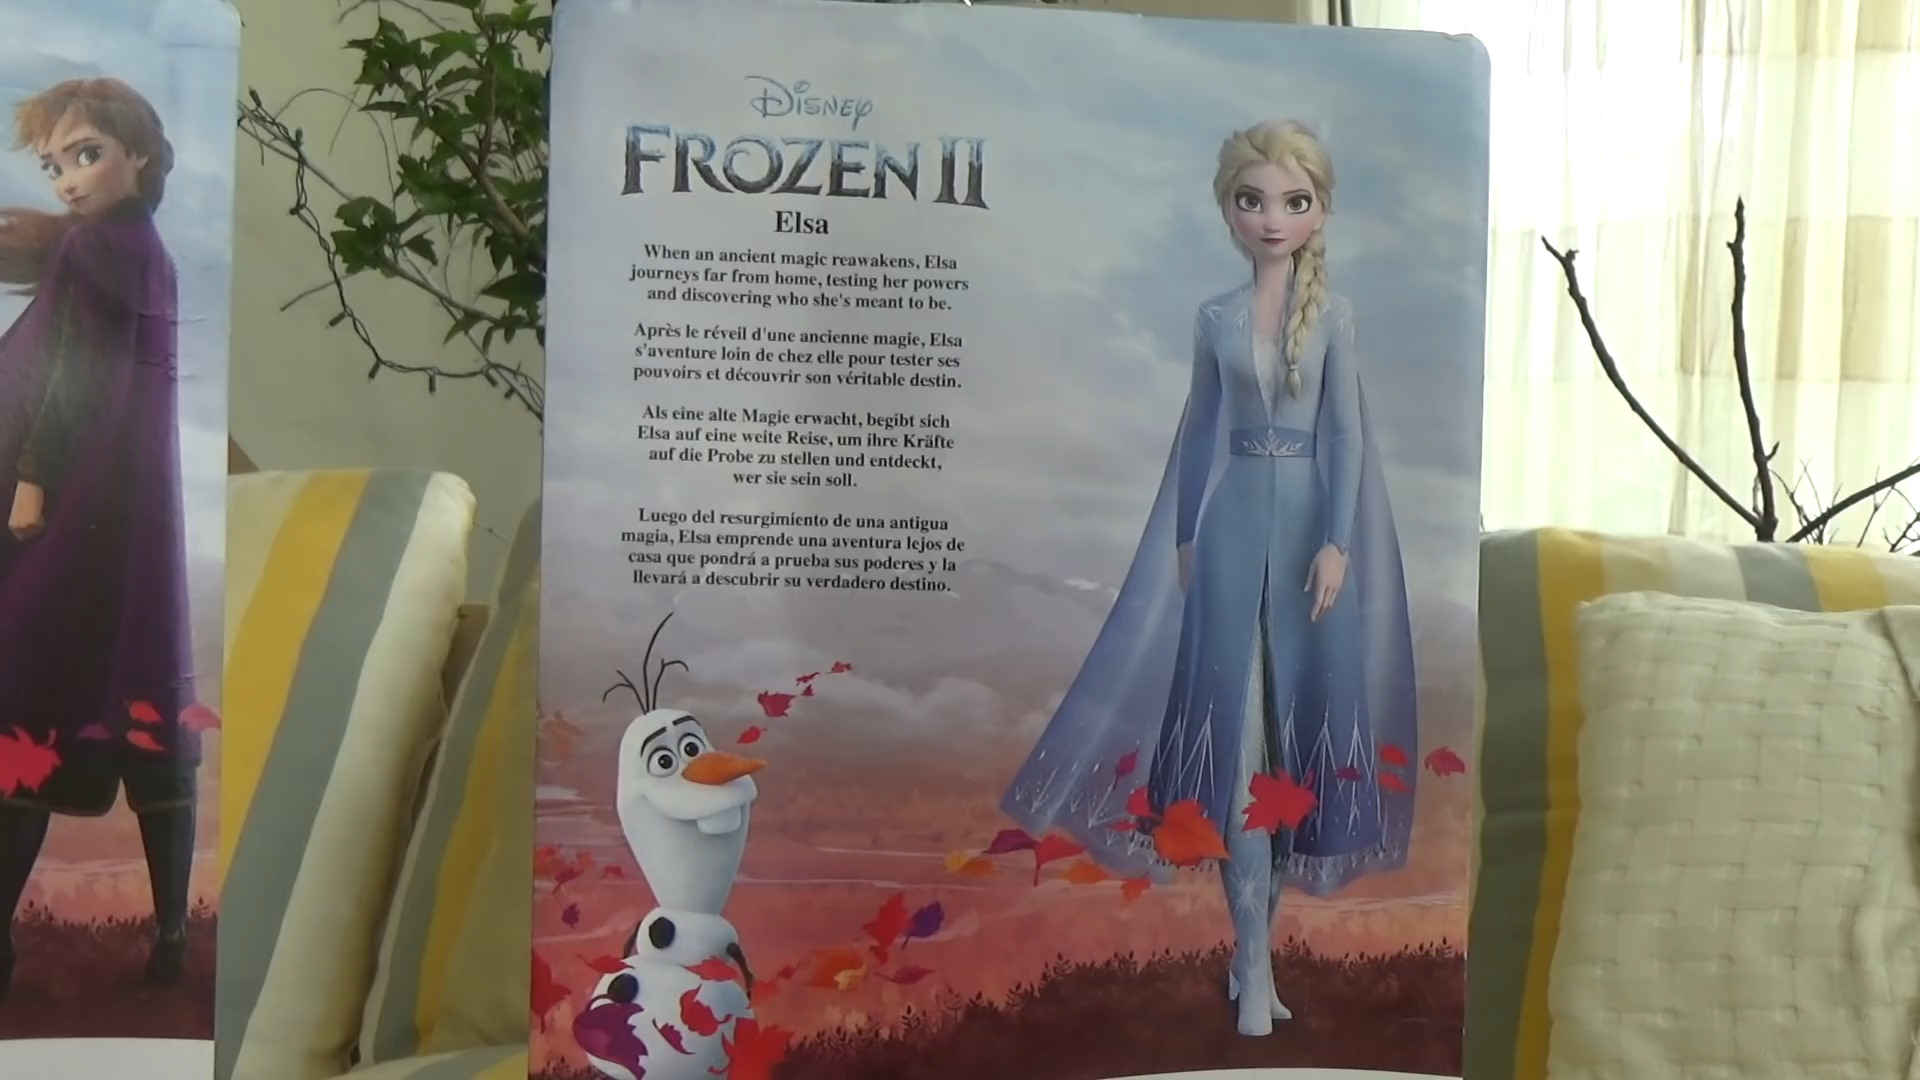 Disney
FROZEN II
Elsa
When an ancient magic reawakens, Elsa
journeys far from home, testing her powers
and discovering who she's meant to be.
Après le réveil d'une ancienne magie, Elsa
s'aventure loin de chez elle pour tester ses
pouvoirs et découvrir son véritable destin.
Als eine alte Magie erwacht, begibt sich
Elsa auf eine weite Reise, um ihre Kräfte
auf die Probe zu stellen und entdeckt,
wer sie sein soll.
Luego del resurgimiento de una antigua
magia, Elsa emprende una aventura lejos de
casa que pondrá a prueba sus poderes y la
llevará a descubrir su verdadero destino.